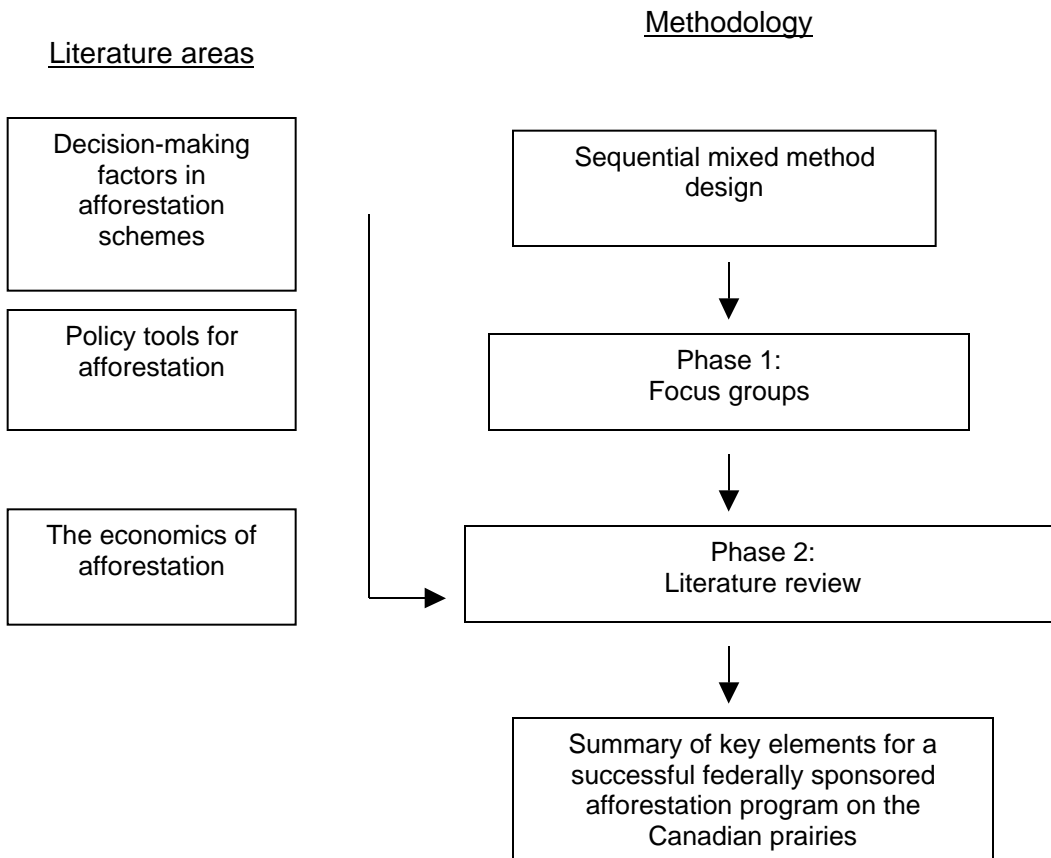 Literature areas
Decision-making
factors in
afforestation
schemes
Policy tools for
afforestation
The economics of
afforestation
Methodology
Sequential mixed method
design
Phase 1:
Focus groups
Phase 2:
Literature review
Summary of key elements for a
successful federally sponsored
afforestation program on the
Canadian prairies